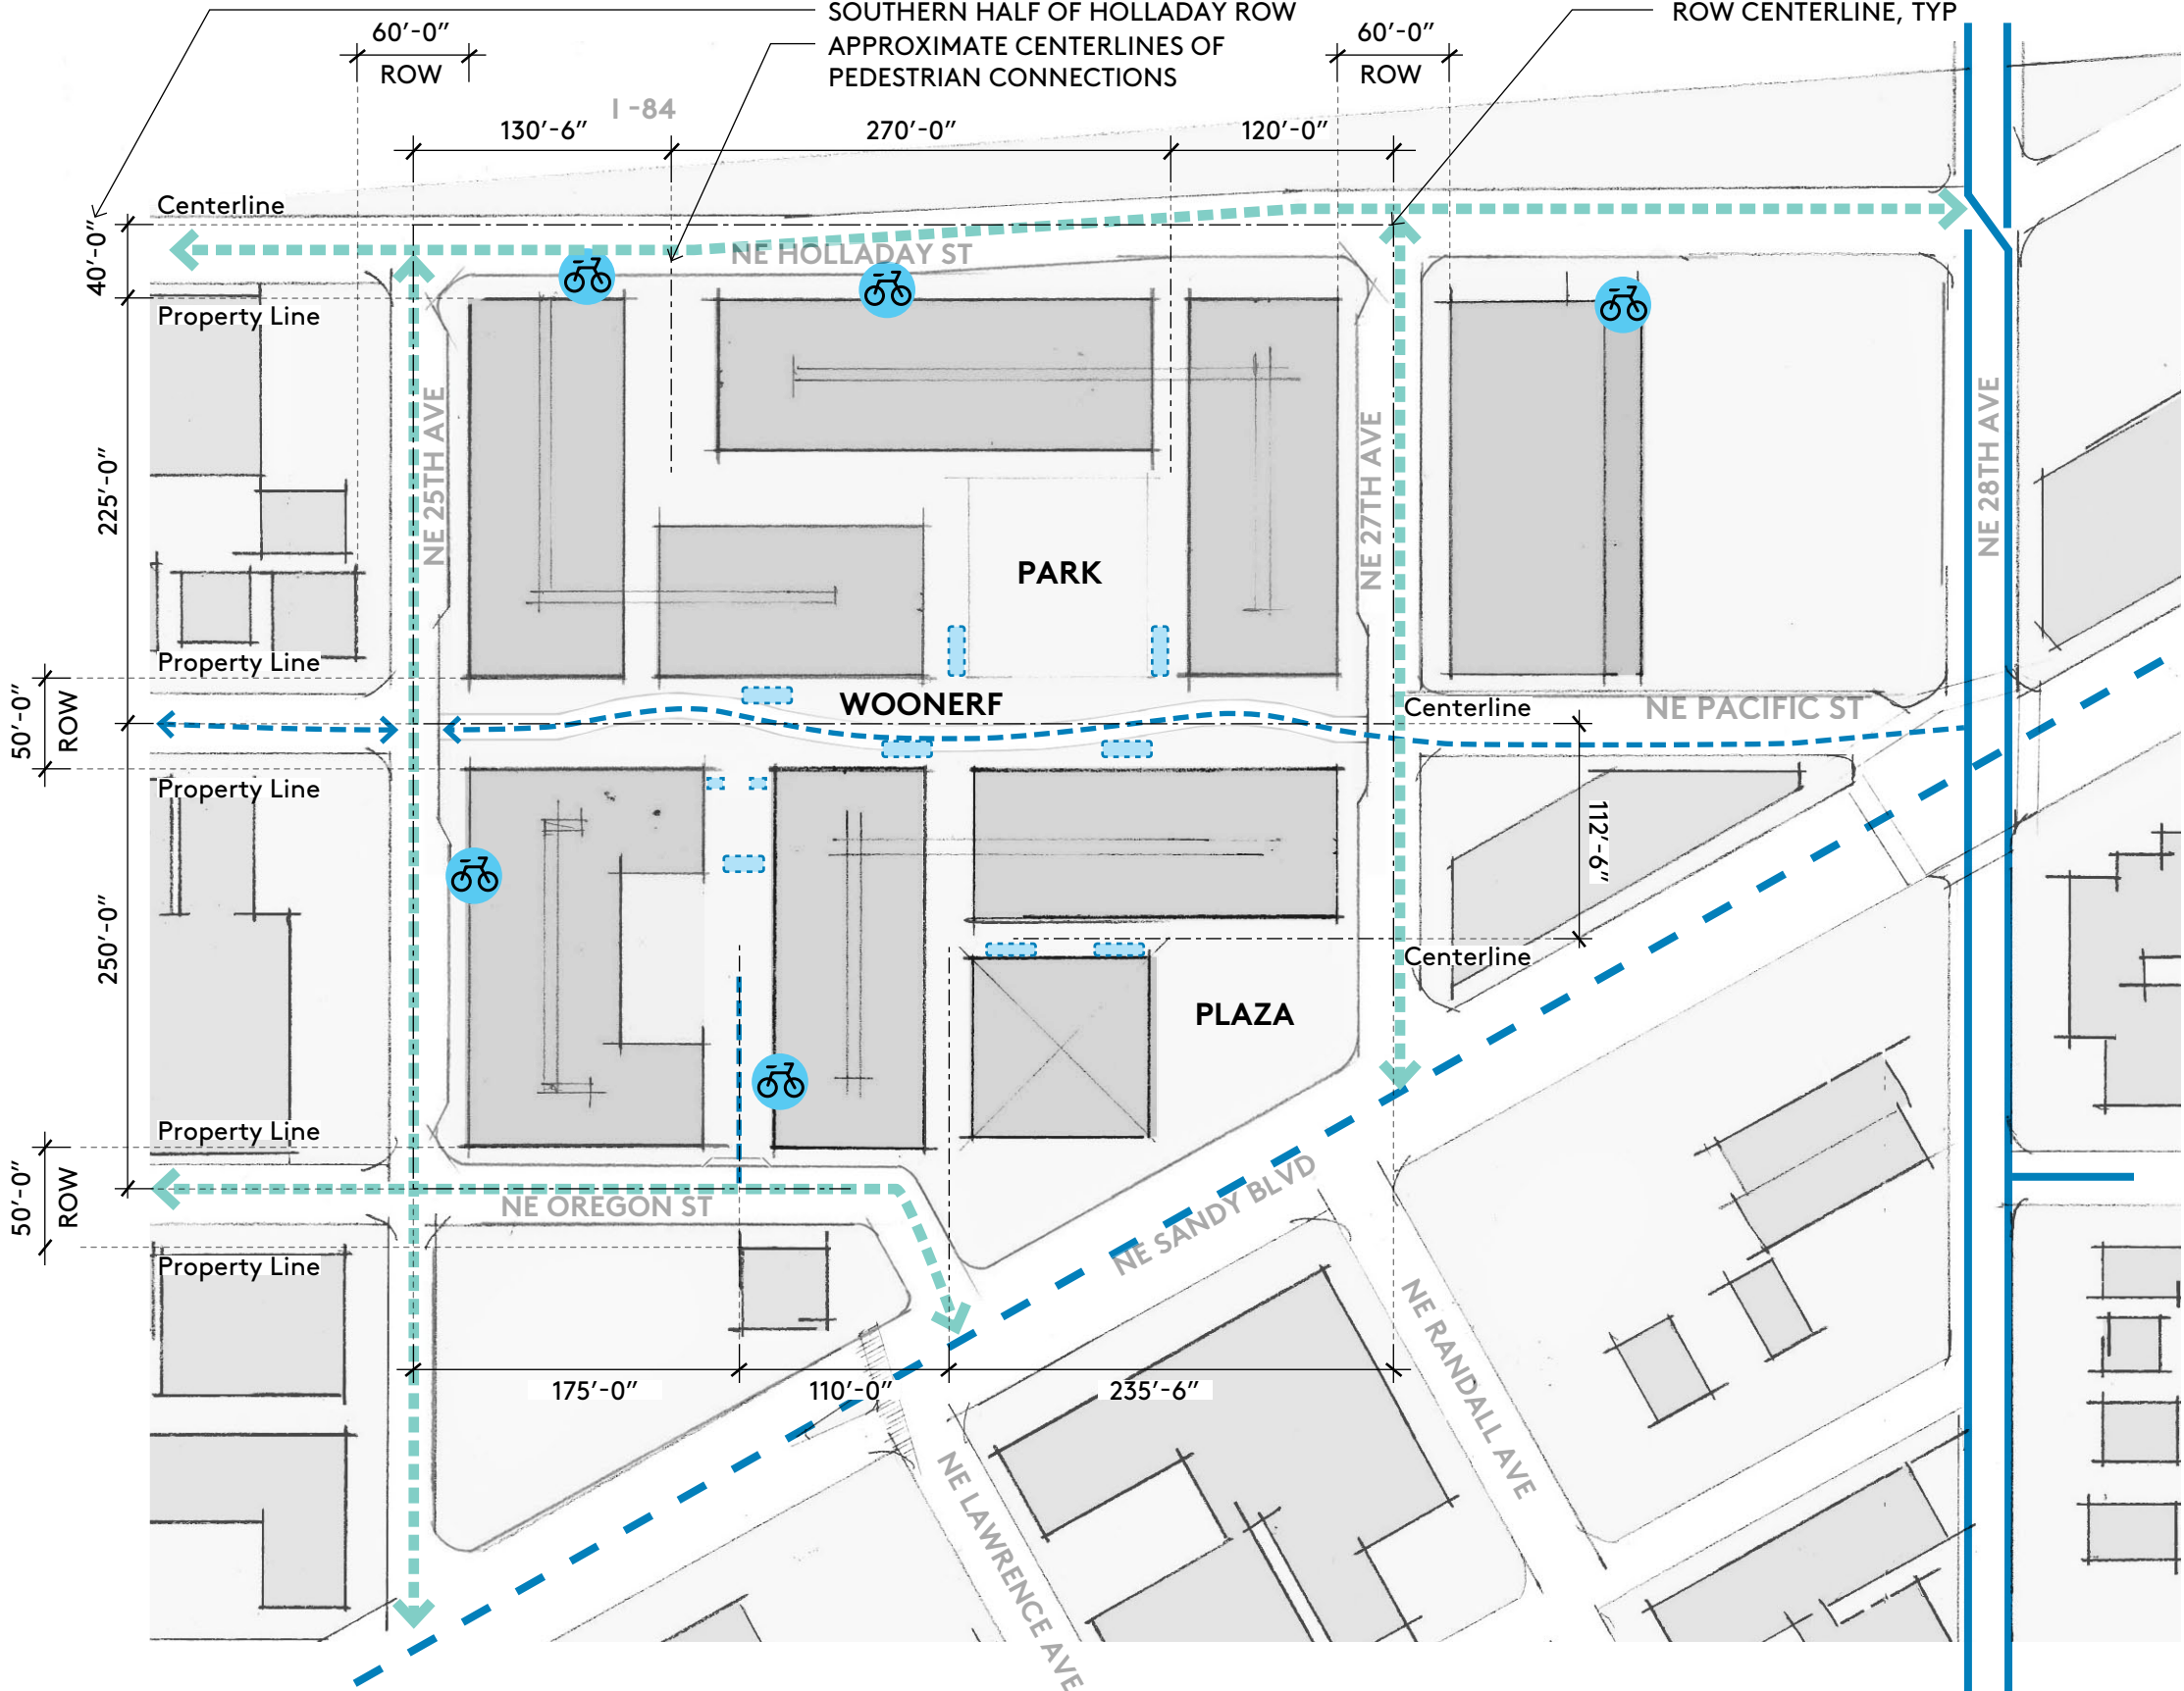 SOUTHERN HALF OF HOLLADAY ROW
ROW CENTERLINE, TYP
60'-0"
ROW
APPROXIMATE CENTERLINES OF
PEDESTRIAN CONNECTIONS
60'-0"
ROW
I -84
130'-6"
270'-0"
120'-0"
Centerline
40'-0"
NE HOLLADAY ST
Property Line
NE 25TH AVE
NE 27TH AVE
NE 28TH AVE
225'-0"
PARK
Property Line
50'-0"
ROW
WOONERF
Centerline
NE PACIFIC ST
Property Line
112'-6"
250'-0"
Centerline
PLAZA
Property Line
50'-0"
ROW
NE OREGON ST
NE SANDY BLVD
Property Line
175'-0"
110'-0"
235'-6"
NE RANDALL AVE
NE LAWRENCE AVE